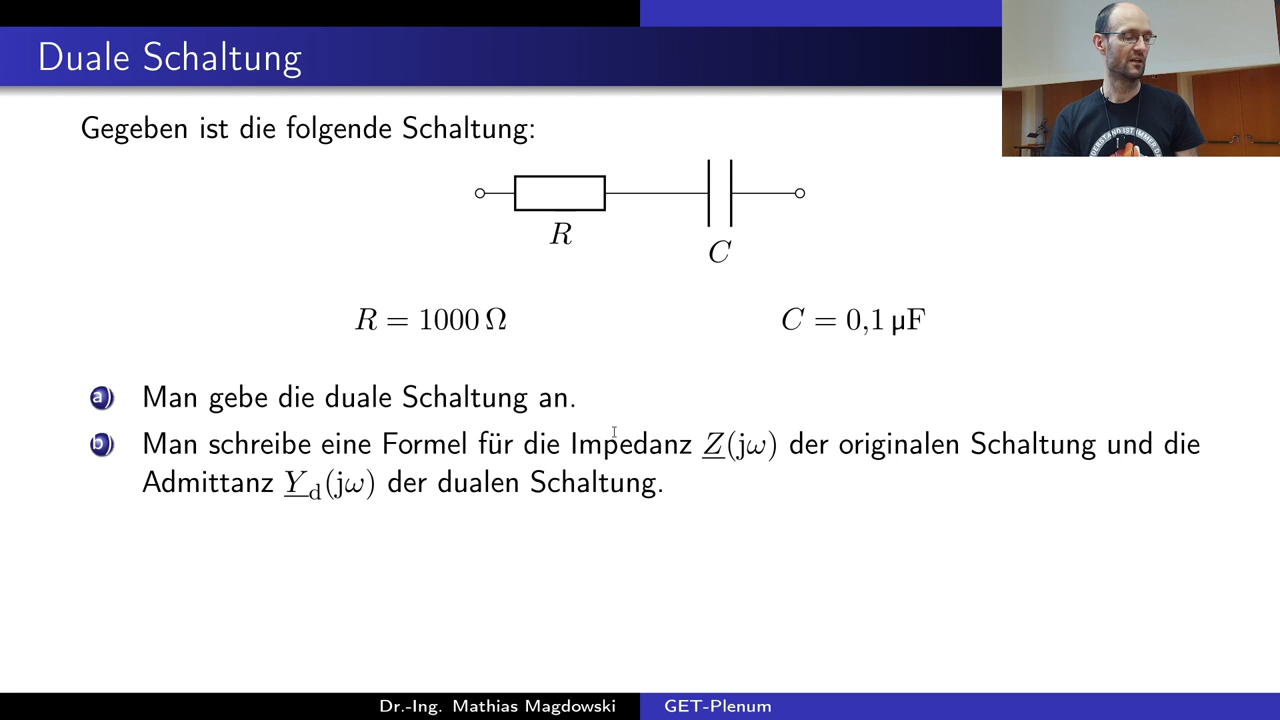 Duale Schaltung
Gegeben ist die folgende Schaltung:
R
C
R = 1000 Ω
C = 0,1 µF
a) Man gebe die duale Schaltung an.
b) Man schreibe eine Formel für die Impedanz Z(jω) der originalen Schaltung und die
Admittanz Y_d(jω) der dualen Schaltung.
IST IMMER
Dr.-Ing. Mathias Magdowski
GET-Plenum